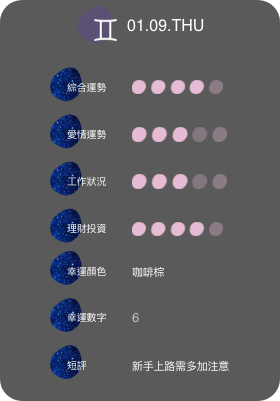 ♊ 01.09.THU
綜合運勢
愛情運勢
工作狀況
理財投資
幸運顏色 咖啡棕
幸運數字 6
短評 新手上路需多加注意